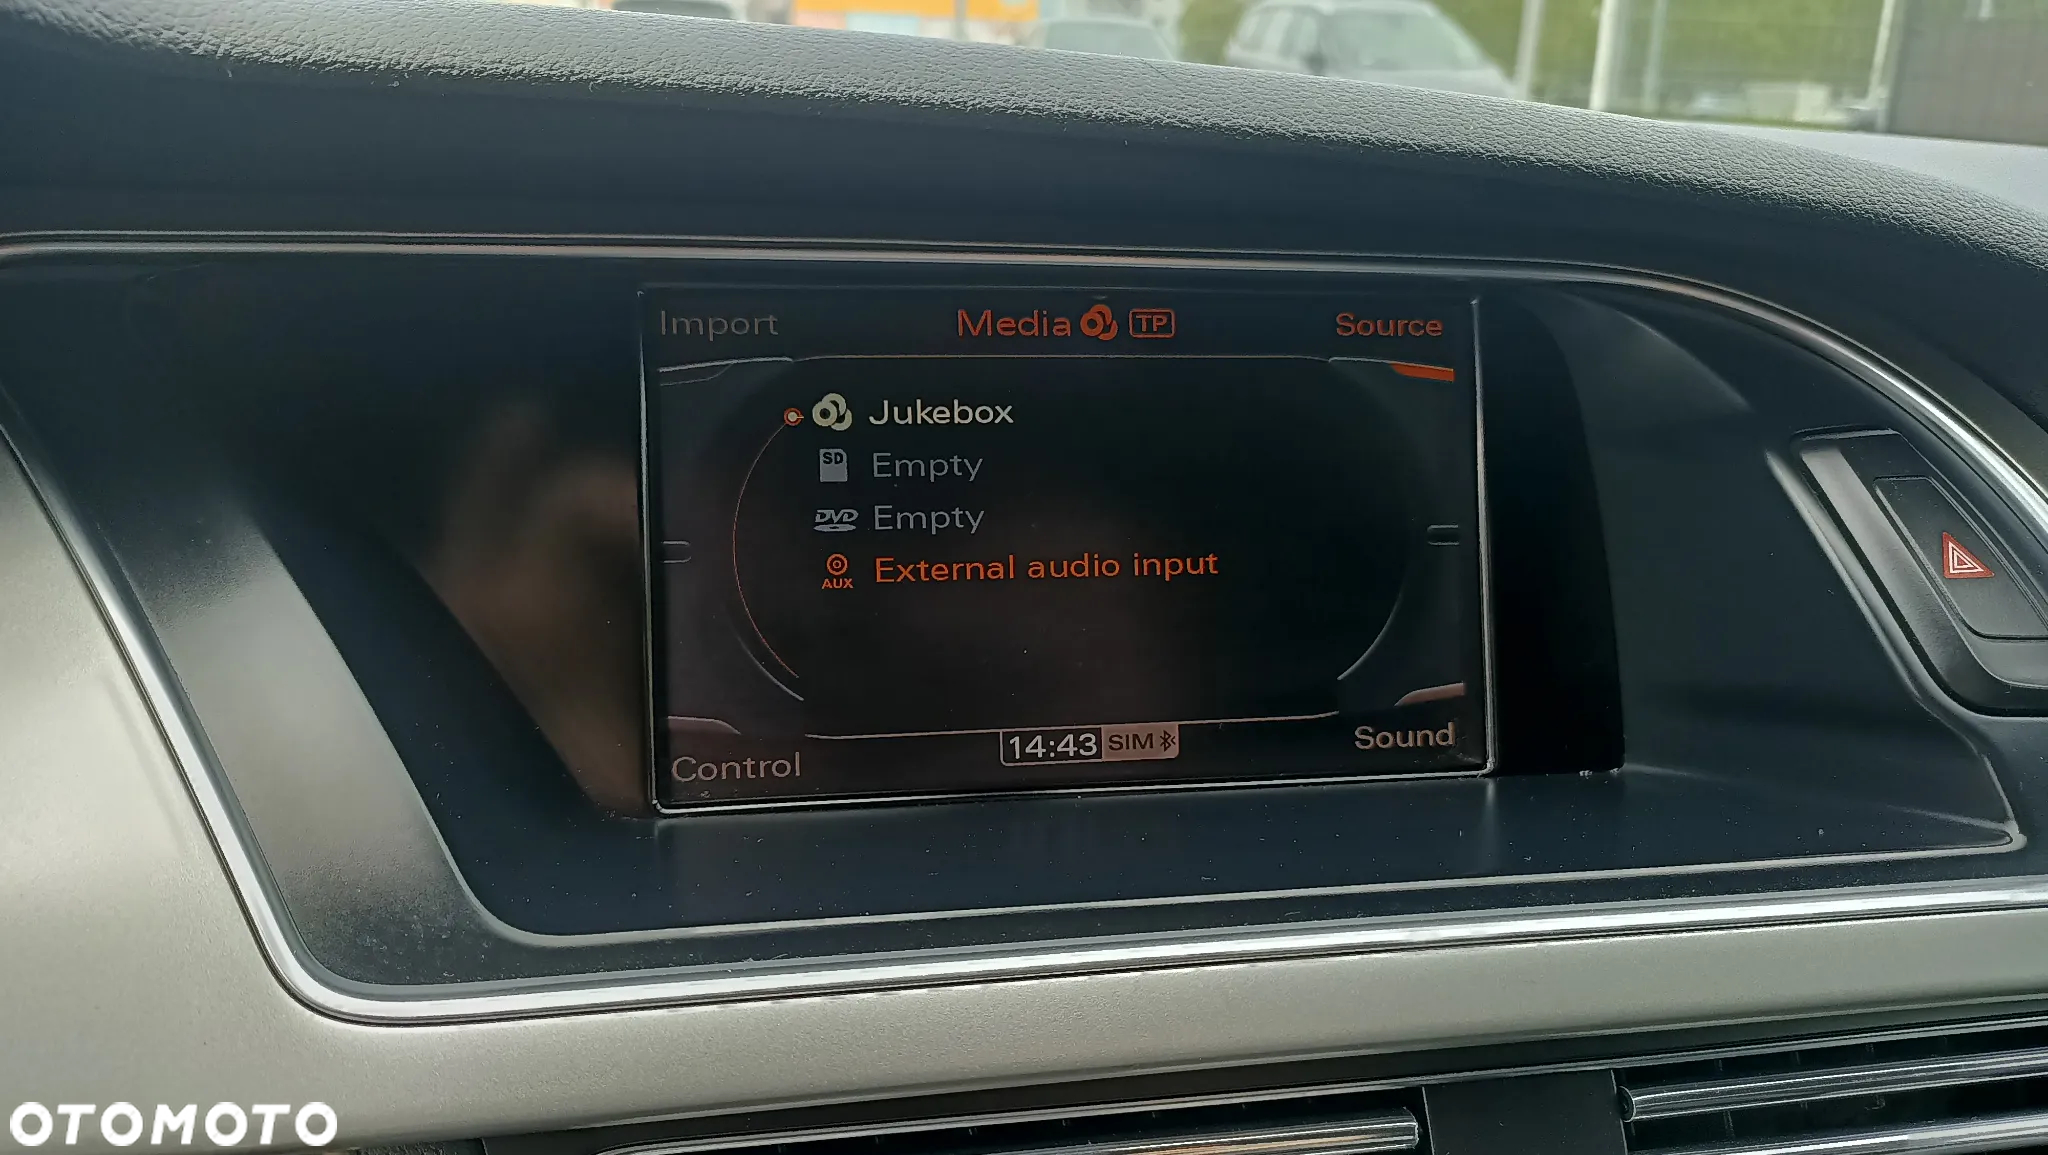 Import
Media TP
Source
Jukebox
SD Empty
DVD Empty
AUX External audio input
Control
14:43 SIM
Sound
OTOMOTO